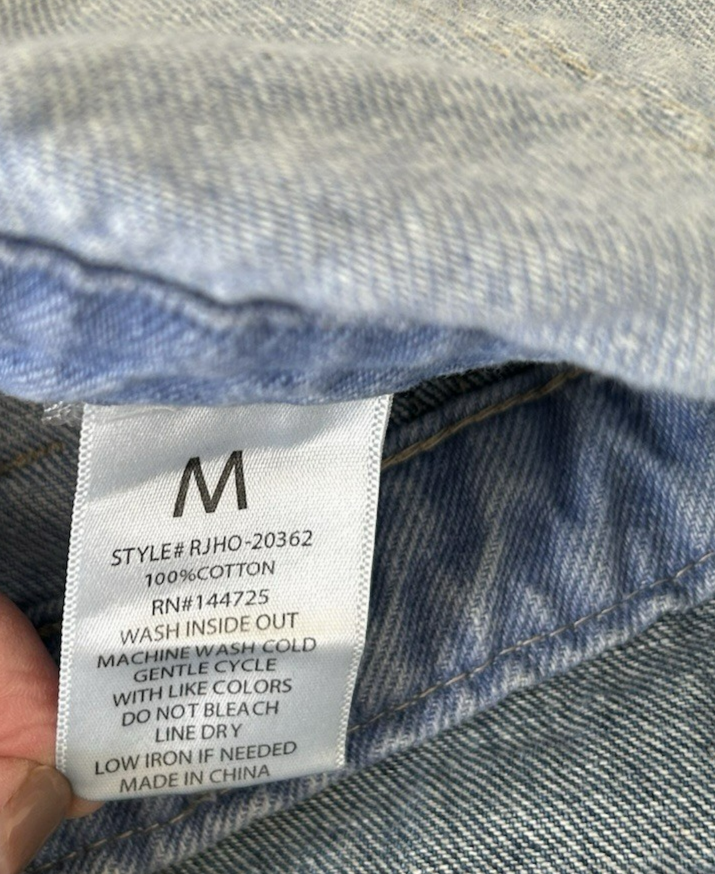 M
STYLE# RJHO-20362
100%COTTON
RN#144725
WASH INSIDE OUT
MACHINE WASH COLD
GENTLE CYCLE
WITH LIKE COLORS
DO NOT BLEACH
LINE DRY
LOW IRON IF NEEDED
MADE IN CHINA